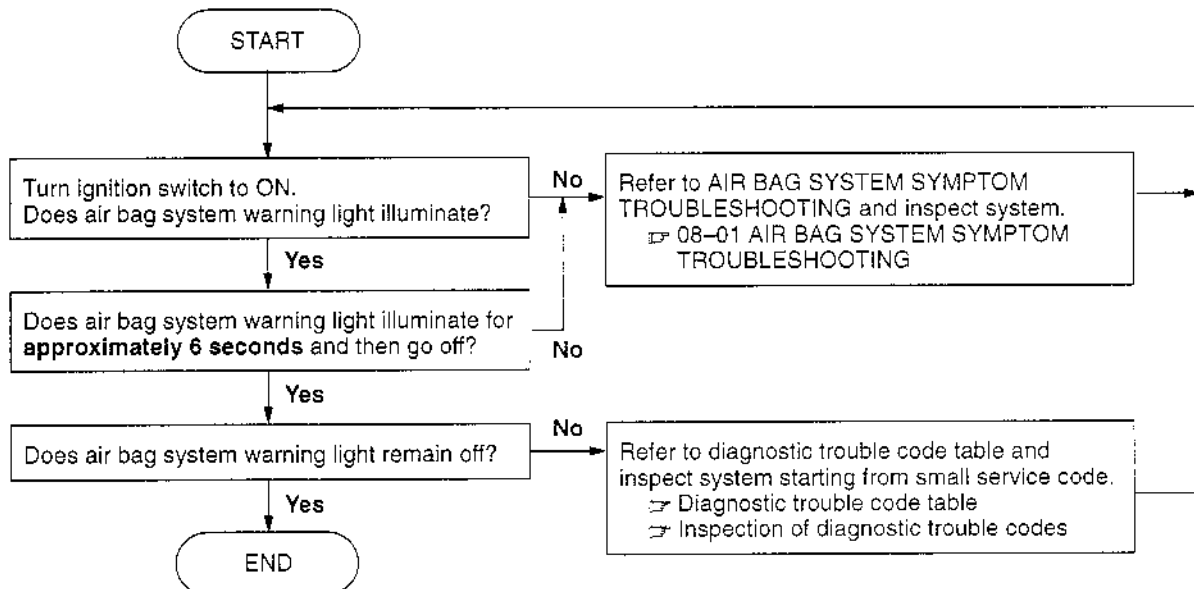 START
Turn ignition switch to ON.
Does air bag system warning light illuminate?
No
Refer to AIR BAG SYSTEM SYMPTOM
TROUBLESHOOTING and inspect system.
☞ 08–01 AIR BAG SYSTEM SYMPTOM
TROUBLESHOOTING
Yes
Does air bag system warning light illuminate for
approximately 6 seconds and then go off?
No
Yes
Does air bag system warning light remain off?
No
Refer to diagnostic trouble code table and
inspect system starting from small service code.
☞ Diagnostic trouble code table
☞ Inspection of diagnostic trouble codes
Yes
END